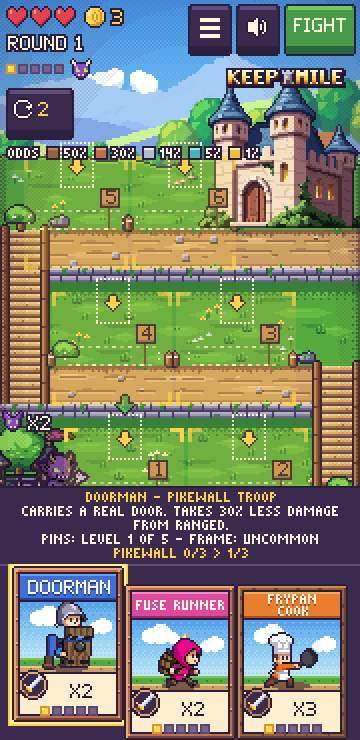 3
FIGHT
ROUND 1
KEEP MILE
2
ODDS 50% 30% 14% 5% 1%
5
6
4
3
X2
1
2
DOORMAN - PIKEWALL TROOP
CARRIES A REAL DOOR. TAKES 30% LESS DAMAGE
FROM RANGED.
PINS: LEVEL 1 OF 5 - FRAME: UNCOMMON
PIKEWALL 0/3 > 1/3
DOORMAN
X2
FUSE RUNNER
X2
FRYPAN
COOK
X3